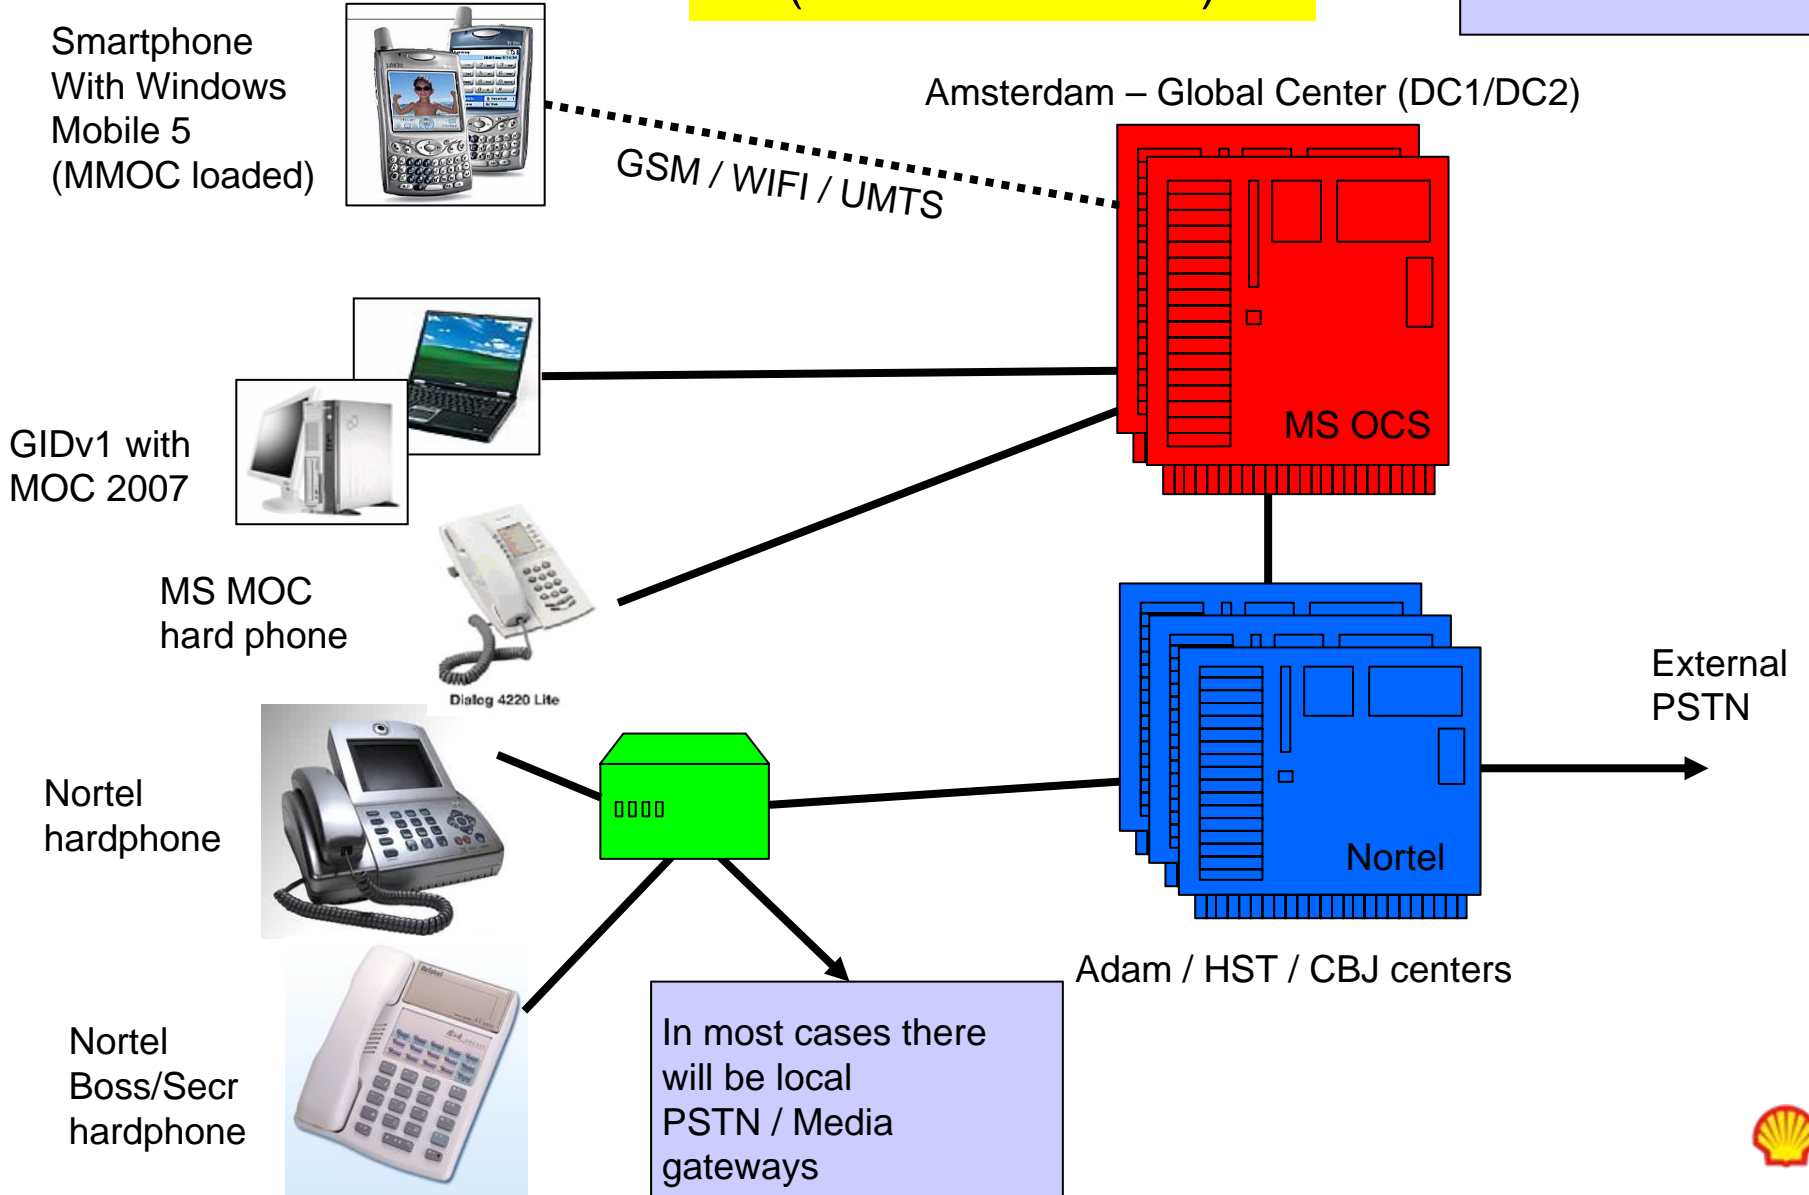 Smartphone
With Windows
Mobile 5
(MMOC loaded)
Amsterdam – Global Center (DC1/DC2)
GSM / WIFI / UMTS
MS OCS
GIDv1 with
MOC 2007
MS MOC
hard phone
Dialog 4220 Lite
External
PSTN
Nortel
hardphone
Nortel
Adam / HST / CBJ centers
Nortel
Boss/Secr
hardphone
In most cases there
will be local
PSTN / Media
gateways